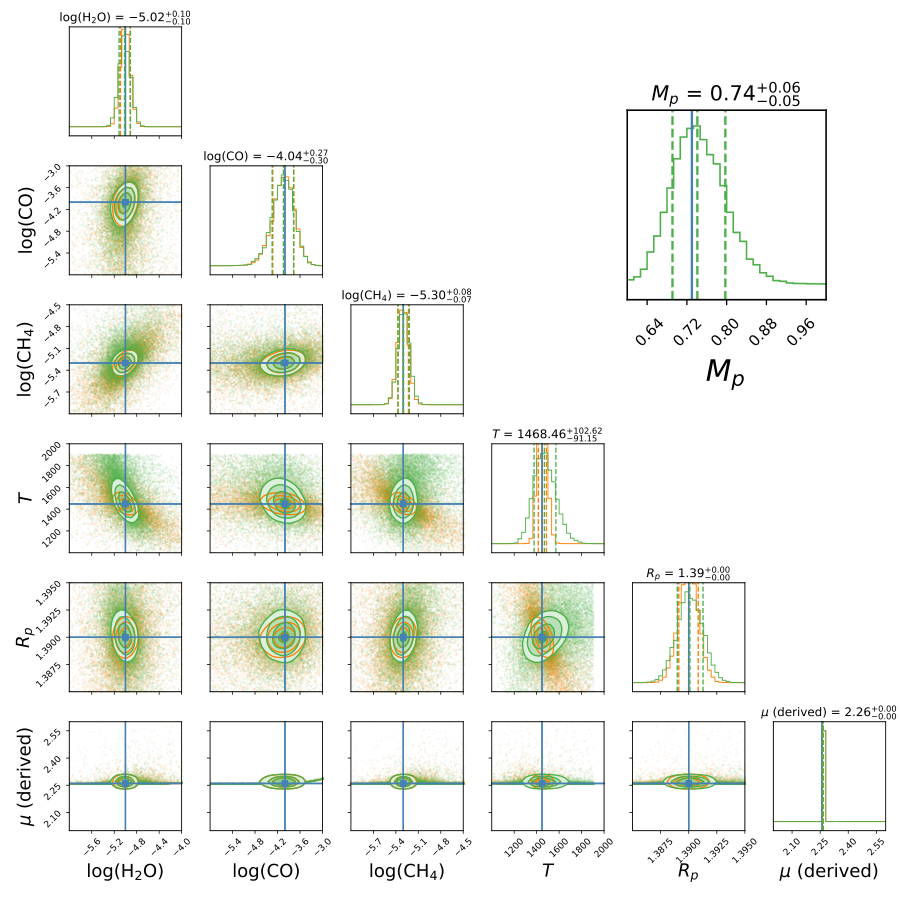 log(H₂O) = −5.02 +0.10 −0.10
log(CO) = −4.04 +0.27 −0.30
log(CH₄) = −5.30 +0.08 −0.07
T = 1468.46 +102.62 −91.15
R_p = 1.39 +0.00 −0.00
μ (derived) = 2.26 +0.00 −0.00
M_p = 0.74 +0.06 −0.05
0.64 0.72 0.80 0.88 0.96
M_p
log(CO)
−3.0
−3.6
−4.2
−4.8
−5.4
log(CH₄)
−4.5
−4.8
−5.1
−5.4
−5.7
T
2000
1800
1600
1400
1200
R_p
1.3950
1.3925
1.3900
1.3875
μ (derived)
2.55
2.40
2.25
2.10
−5.6 −5.2 −4.8 −4.4 −4.0
log(H₂O)
−5.4 −4.8 −4.2 −3.6 −3.0
log(CO)
−5.7 −5.4 −5.1 −4.8 −4.5
log(CH₄)
1200 1400 1600 1800 2000
T
1.3875 1.3900 1.3925 1.3950
R_p
2.10 2.25 2.40 2.55
μ (derived)